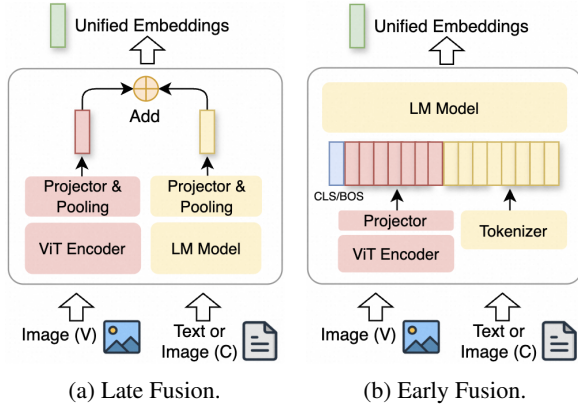 Unified Embeddings
Add
Projector & Pooling
Projector & Pooling
ViT Encoder
LM Model
Image (V)
Text or Image (C)
(a) Late Fusion.
Unified Embeddings
LM Model
CLS/BOS
Projector
ViT Encoder
Tokenizer
Image (V)
Text or Image (C)
(b) Early Fusion.